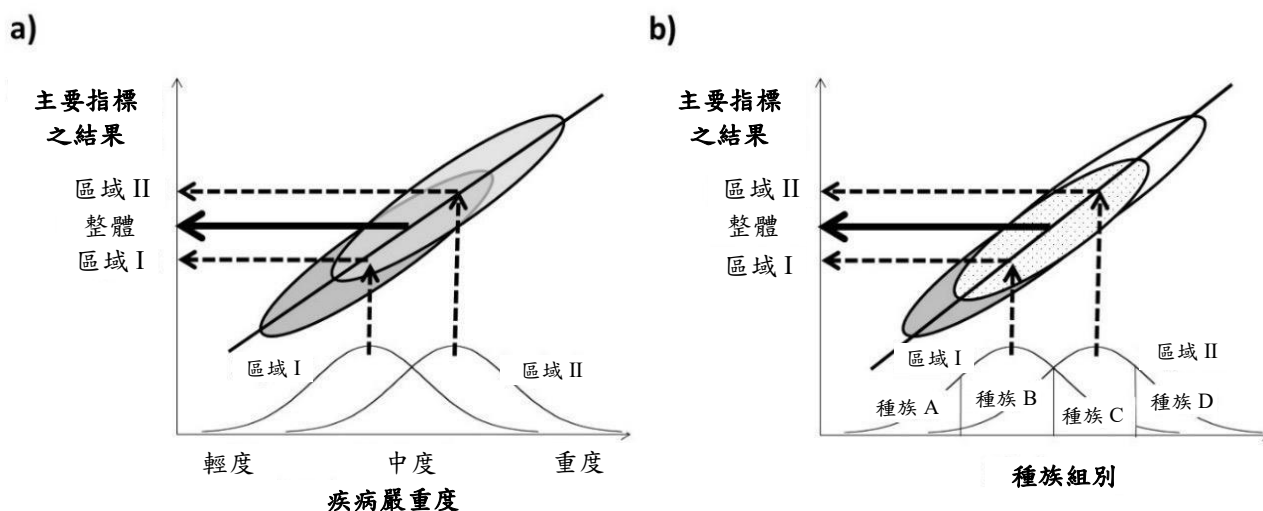 a)
主要指標
之結果
區域 II
整體
區域 I
區域 I
區域 II
輕度
中度
重度
疾病嚴重度
b)
主要指標
之結果
區域 II
整體
區域 I
區域 I
區域 II
種族 A
種族 B
種族 C
種族 D
種族組別